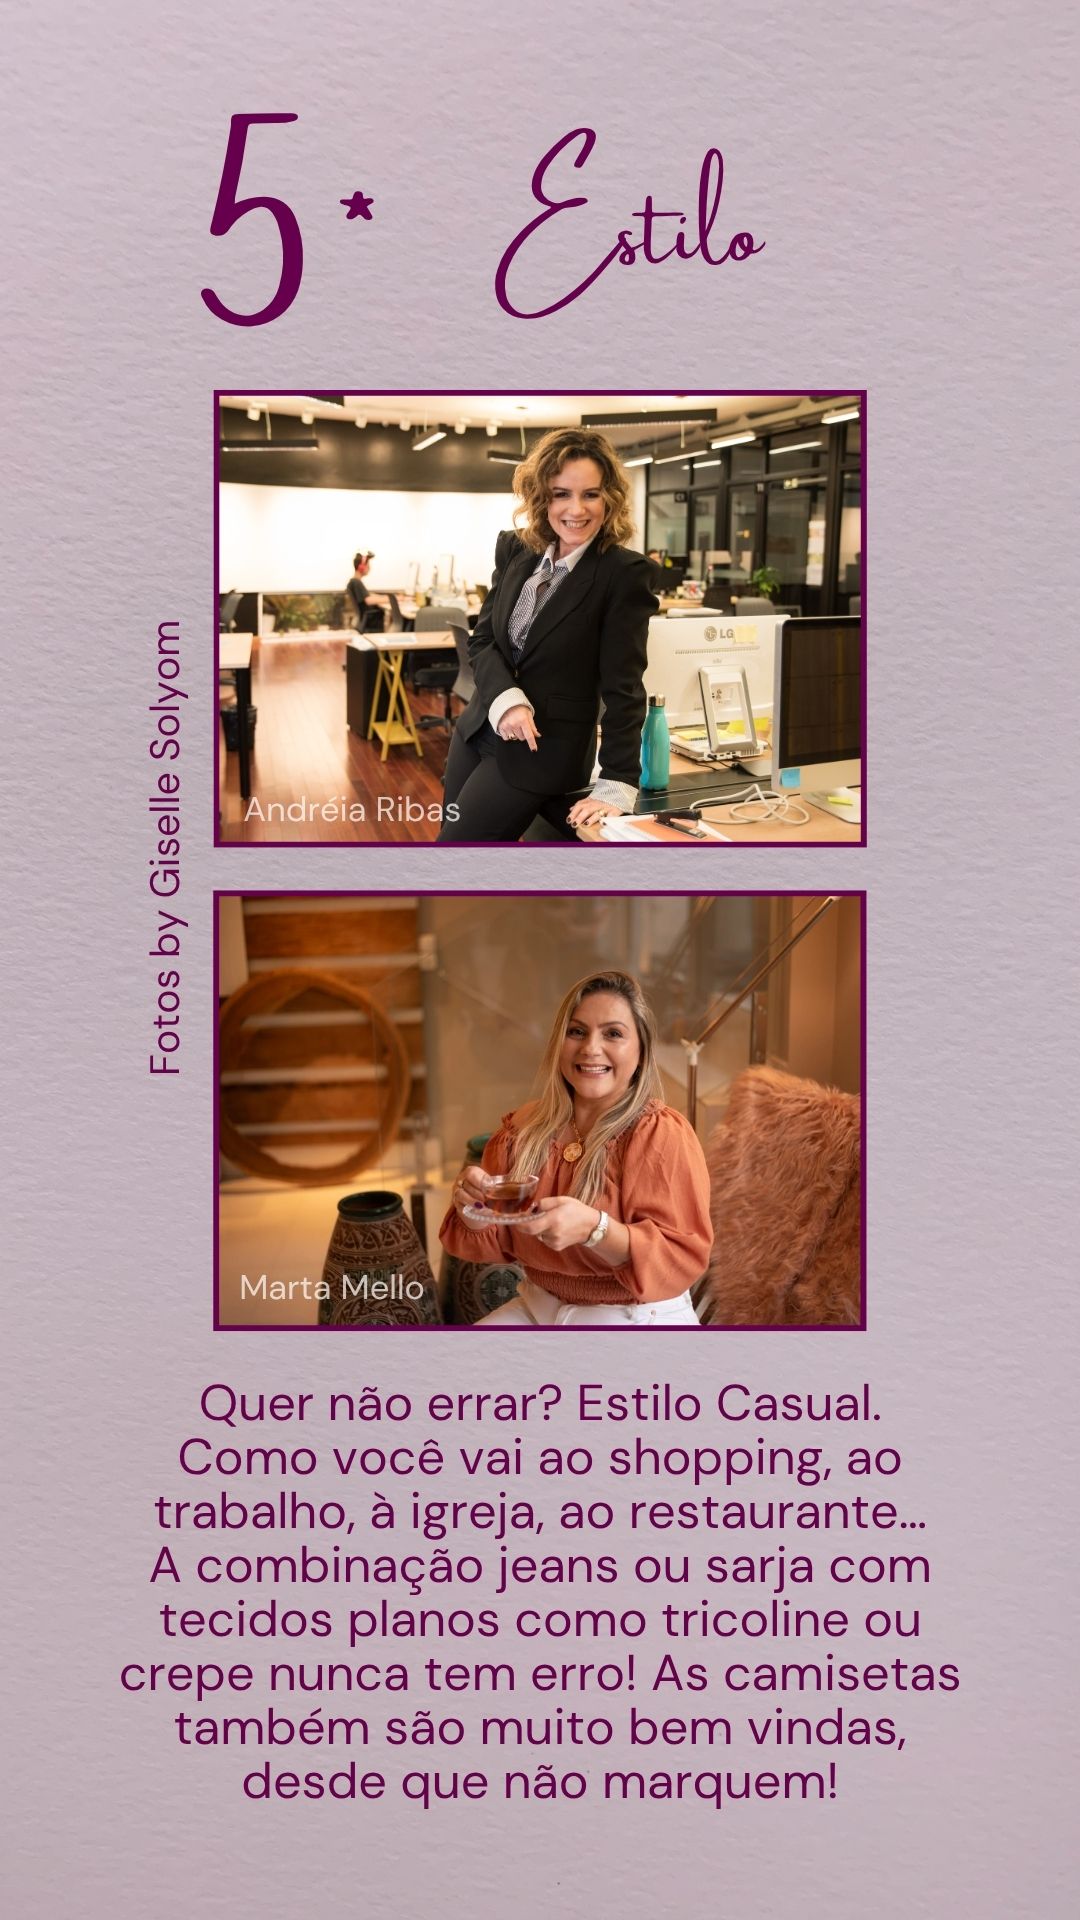 5* Estilo
Fotos by Giselle Solyom
LG
Andréia Ribas
Marta Mello
Quer não errar? Estilo Casual.
Como você vai ao shopping, ao
trabalho, à igreja, ao restaurante...
A combinação jeans ou sarja com
tecidos planos como tricoline ou
crepe nunca tem erro! As camisetas
também são muito bem vindas,
desde que não marquem!